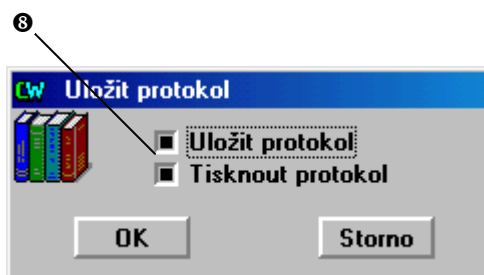 ❽
CW Uložit protokol
Uložit protokol
Tisknout protokol
OK Storno